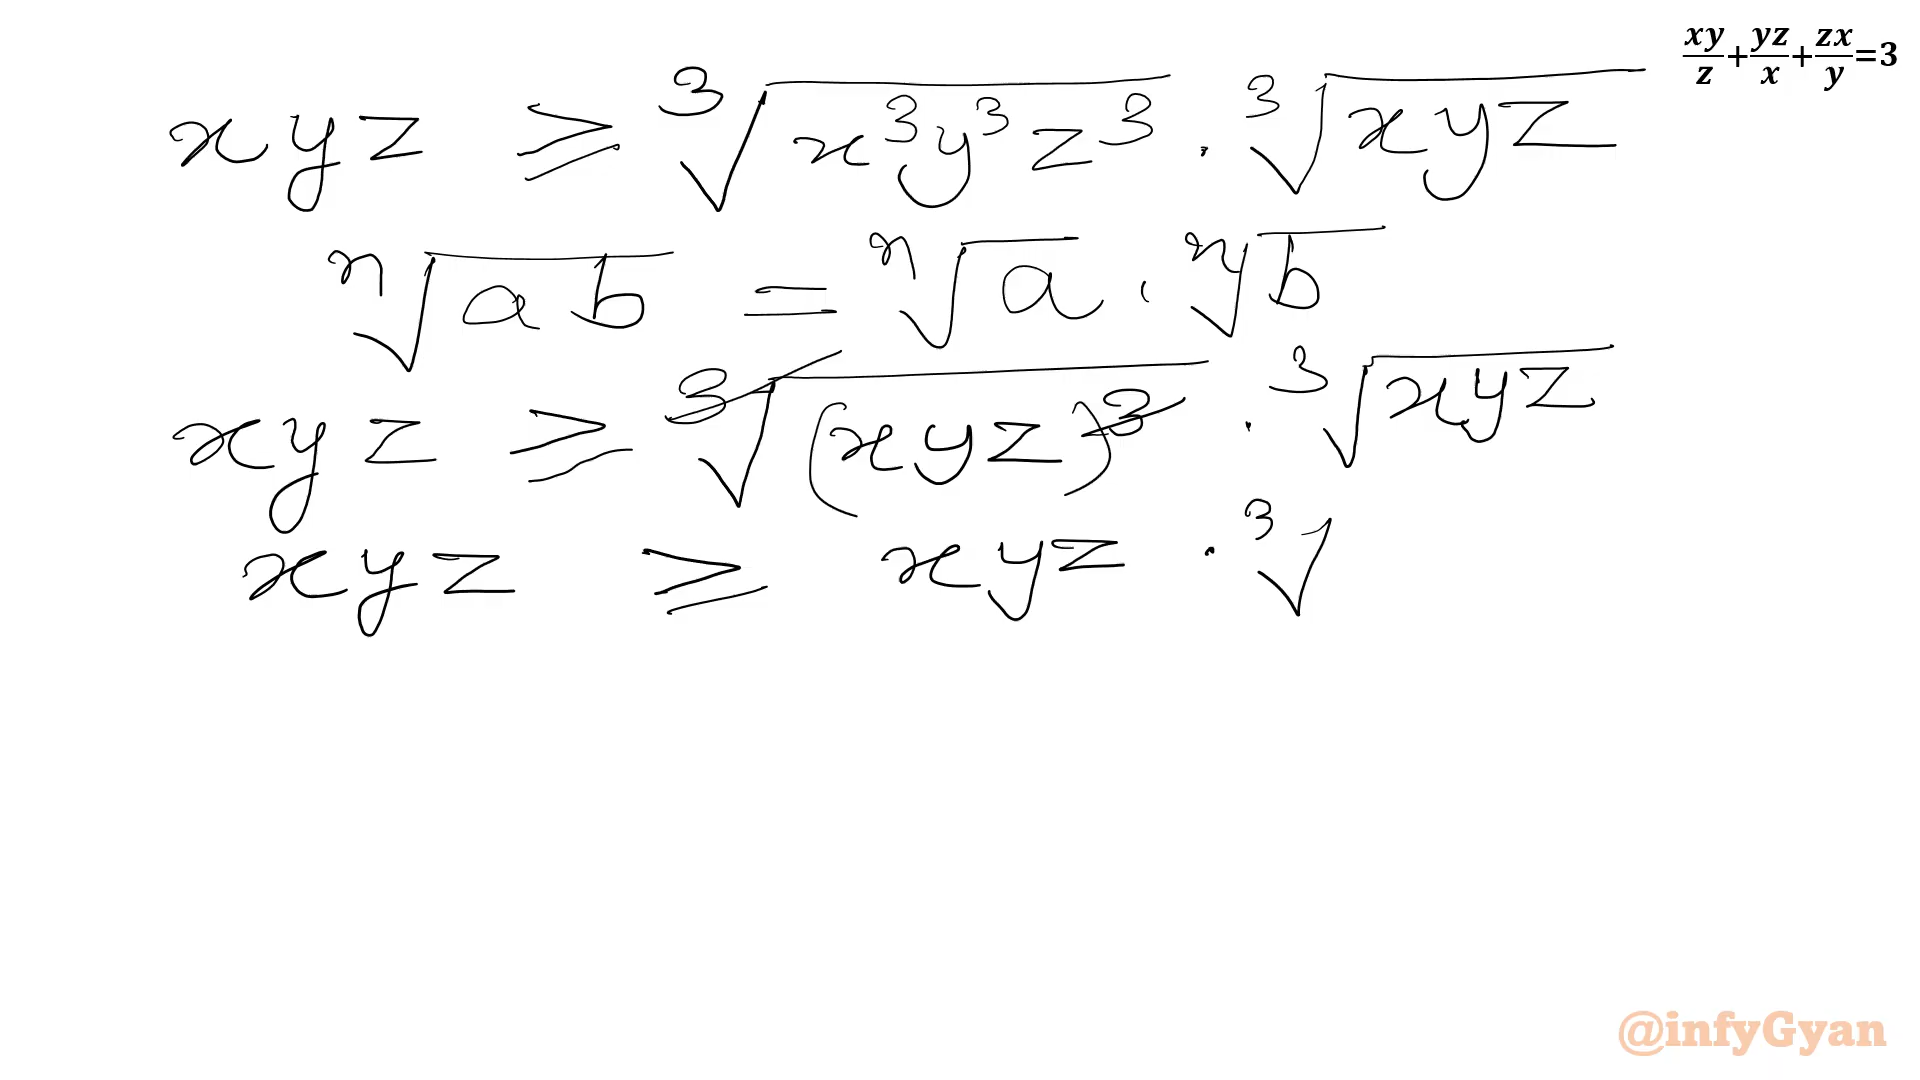 xy/z + yz/x + zx/y = 3
xyz ≥ ∛(x³y³z³) · ∛(xyz)
ⁿ√(ab) = ⁿ√a · ⁿ√b
xyz ≥ ∛((xyz)³) · ∛(xyz)
xyz ≥ xyz · ∛
@infyGyan